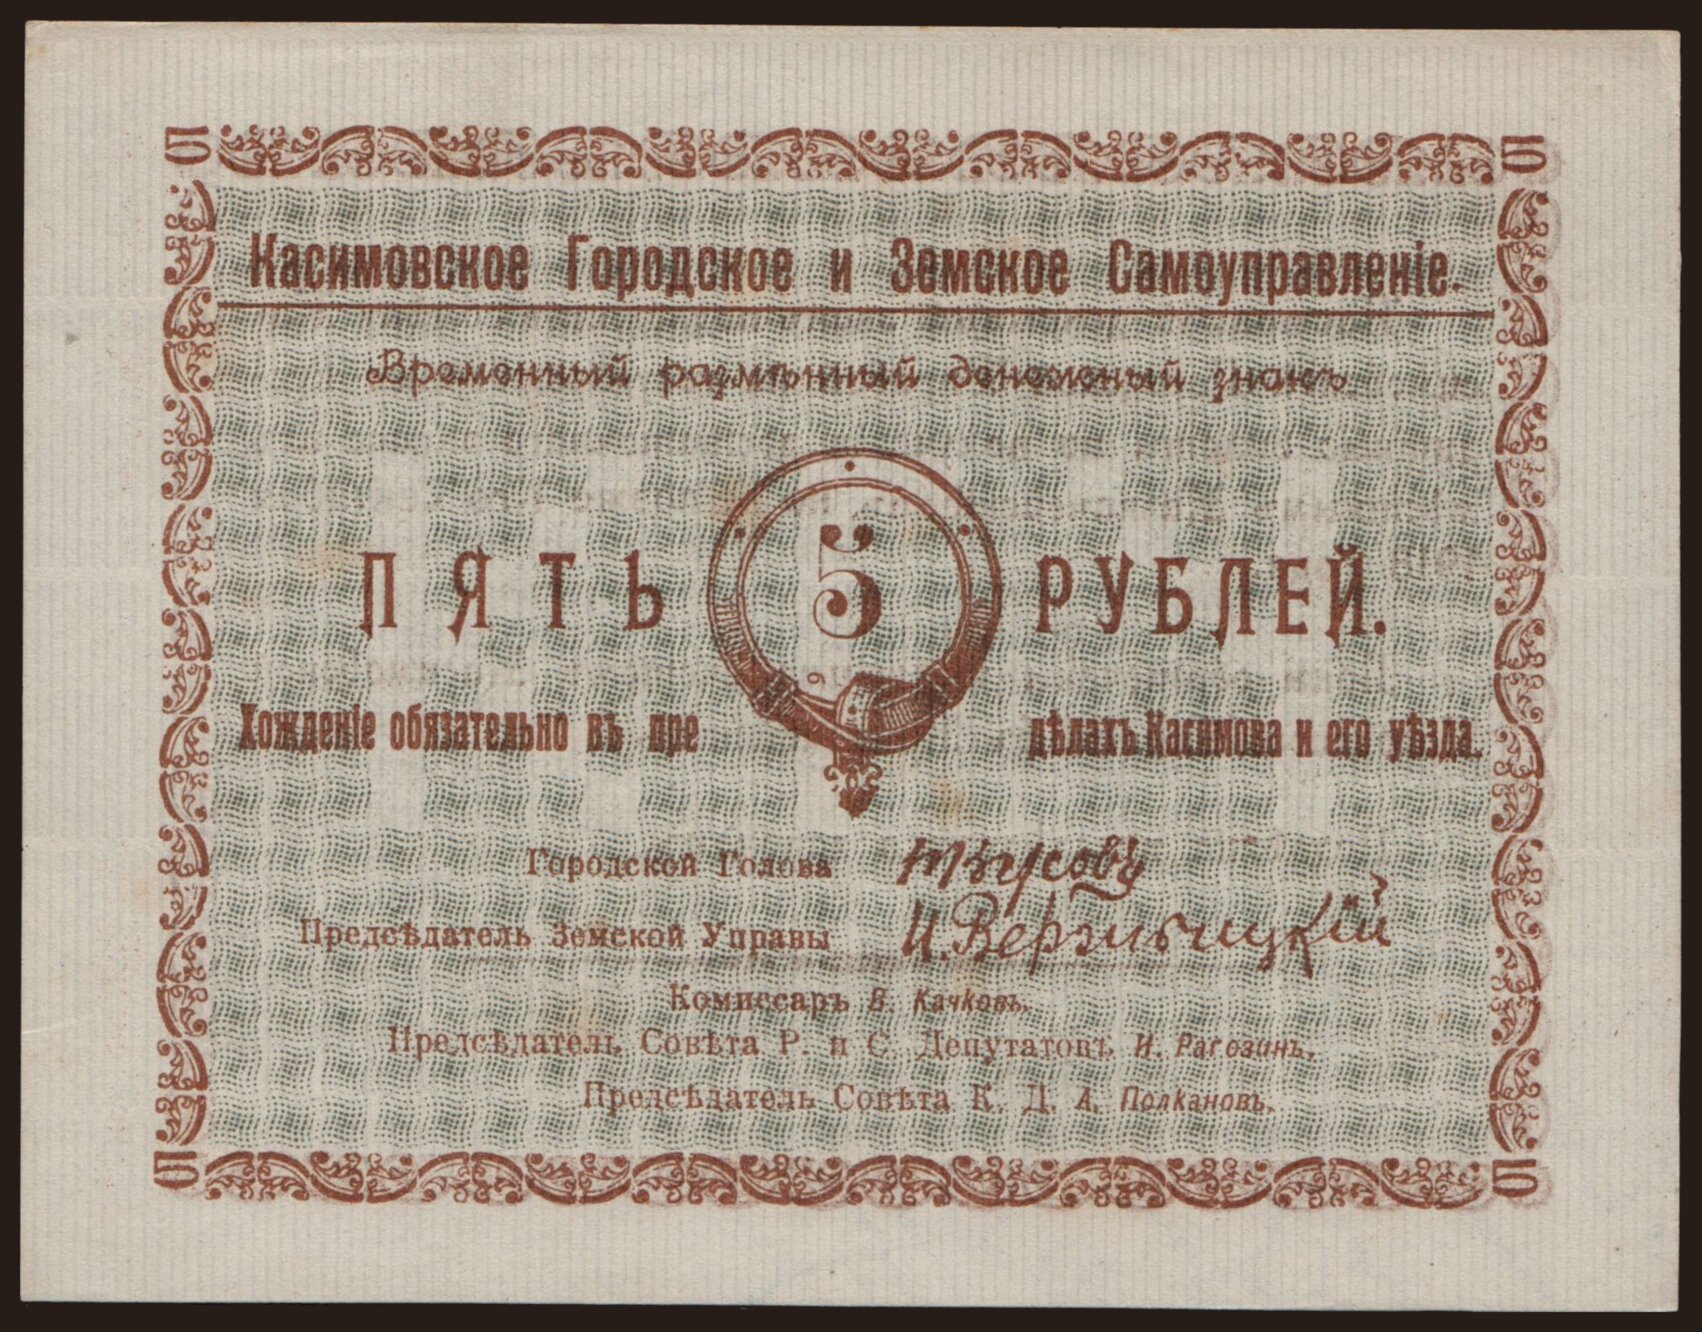 5 5
Касимовское Городское и Земское Самоуправленіе.
Временный размѣнный денежный знакъ
ПЯТЬ 5 РУБЛЕЙ.
Хожденіе обязательно въ пре дѣлахъ Касимова и его уѣзда.
Городской Голова
Предсѣдатель Земской Управы И.
Комиссаръ В. Качковъ.
Предсѣдатель Совѣта Р. и С. Депутатовъ И. Рагозинъ.
Предсѣдатель Совѣта К. Д. А. Полкановъ.
5 5